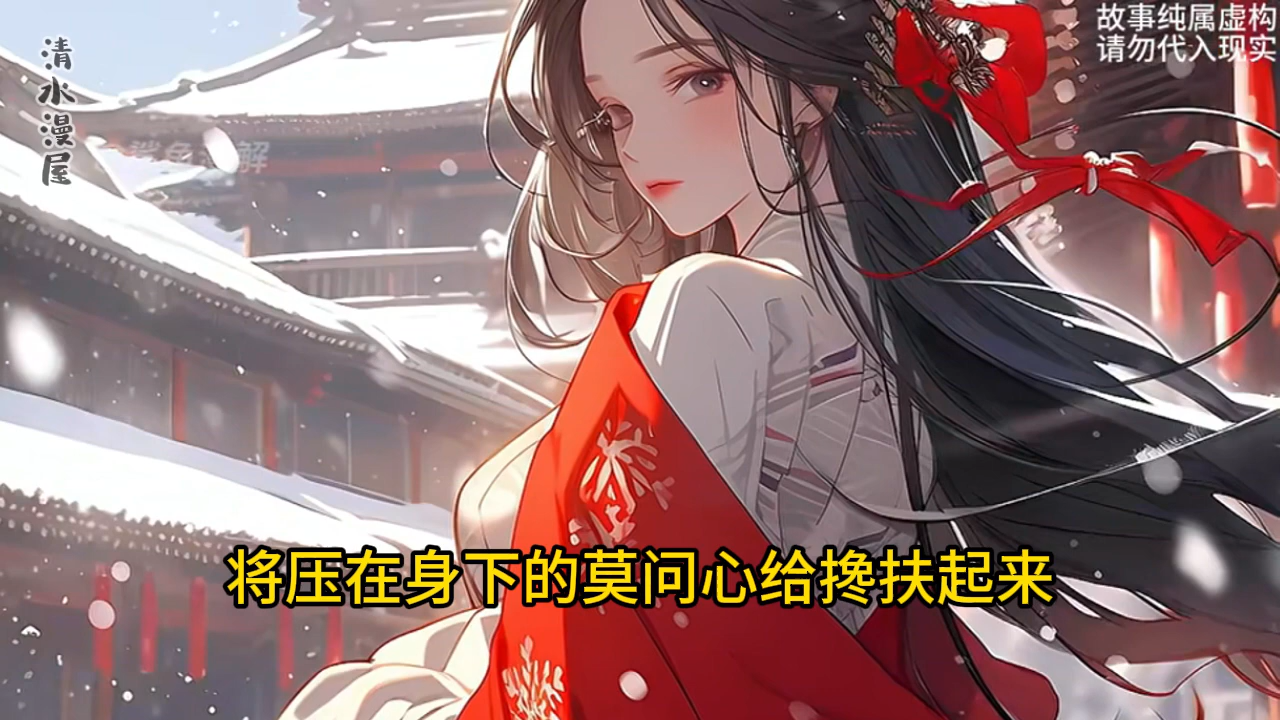 清水漫屋
故事纯属虚构
请勿代入现实
将压在身下的莫问心给搀扶起来